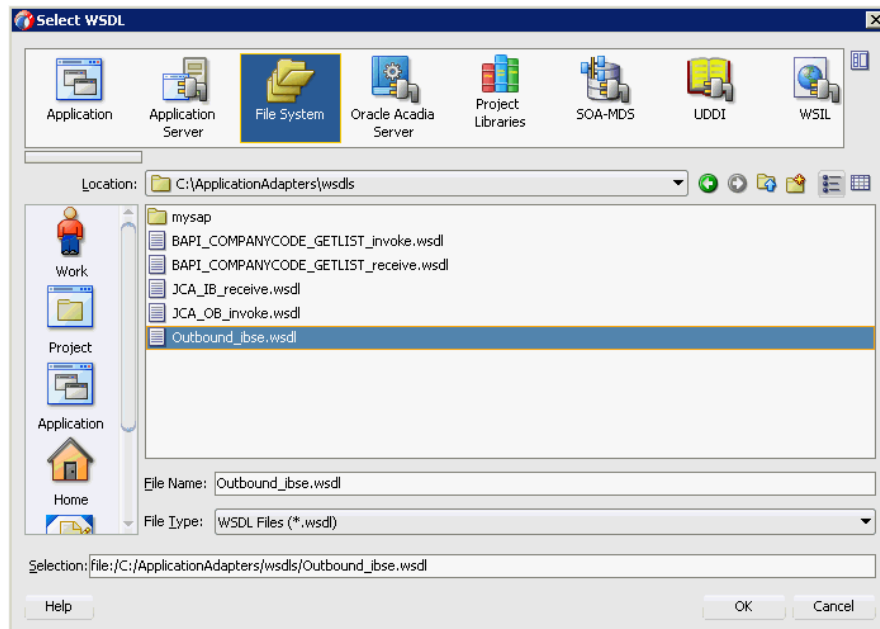 Select WSDL
Application
Application
Server
File System
Oracle Acadia
Server
Project
Libraries
SOA-MDS
UDDI
WSIL
Location:
C:\ApplicationAdapters\wsdls
Work
Project
Application
Home
mysap
BAPI_COMPANYCODE_GETLIST_invoke.wsdl
BAPI_COMPANYCODE_GETLIST_receive.wsdl
JCA_IB_receive.wsdl
JCA_OB_invoke.wsdl
Outbound_ibse.wsdl
File Name: Outbound_ibse.wsdl
File Type: WSDL Files (*.wsdl)
Selection: file:/C:/ApplicationAdapters/wsdls/Outbound_ibse.wsdl
Help
OK
Cancel